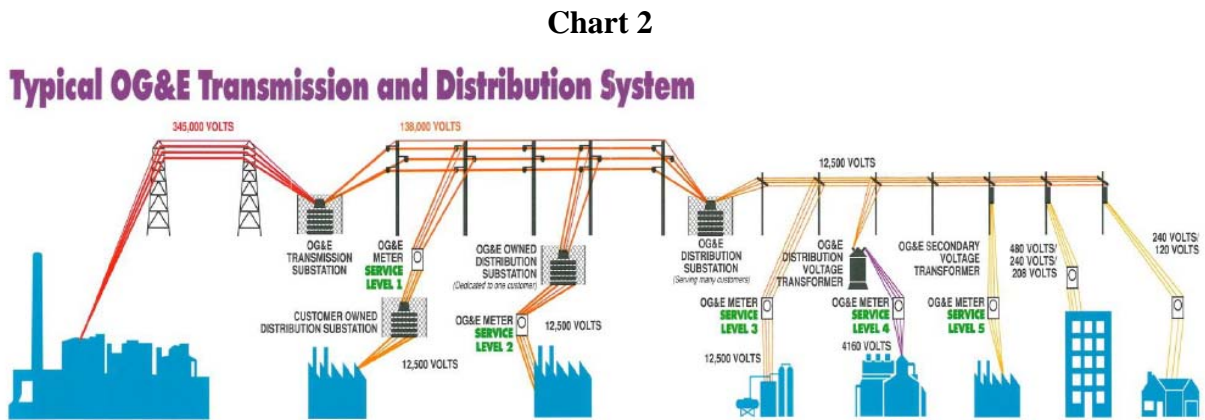 Chart 2
Typical OG&E Transmission and Distribution System
345,000 VOLTS
138,000 VOLTS
12,500 VOLTS
OG&E
TRANSMISSION
SUBSTATION
OG&E
METER
SERVICE
LEVEL 1
CUSTOMER OWNED
DISTRIBUTION SUBSTATION
12,500 VOLTS
OG&E OWNED
DISTRIBUTION
SUBSTATION
(Dedicated to one customer)
OG&E METER
SERVICE
LEVEL 2
12,500 VOLTS
OG&E
DISTRIBUTION
SUBSTATION
(Serving many customers)
OG&E METER
SERVICE
LEVEL 3
12,500 VOLTS
OG&E
DISTRIBUTION
VOLTAGE
TRANSFORMER
OG&E METER
SERVICE
LEVEL 4
4160 VOLTS
OG&E SECONDARY
VOLTAGE
TRANSFORMER
OG&E METER
SERVICE
LEVEL 5
480 VOLTS/
240 VOLTS/
208 VOLTS
240 VOLTS/
120 VOLTS